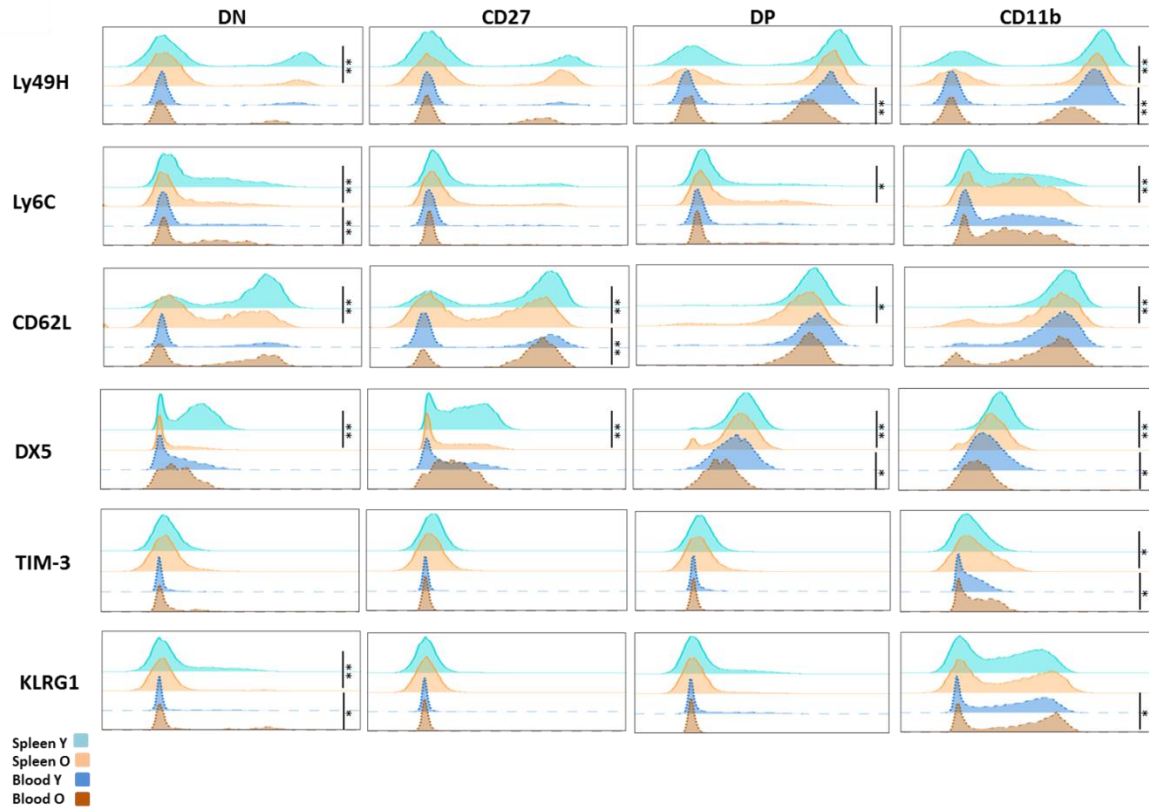 DN CD27 DP CD11b
Ly49H ** ** ** **
Ly6C ** ** * **
CD62L ** ** ** *
DX5 ** ** ** * ** *
TIM-3 * *
KLRG1 ** * *
Spleen Y
Spleen O
Blood Y
Blood O